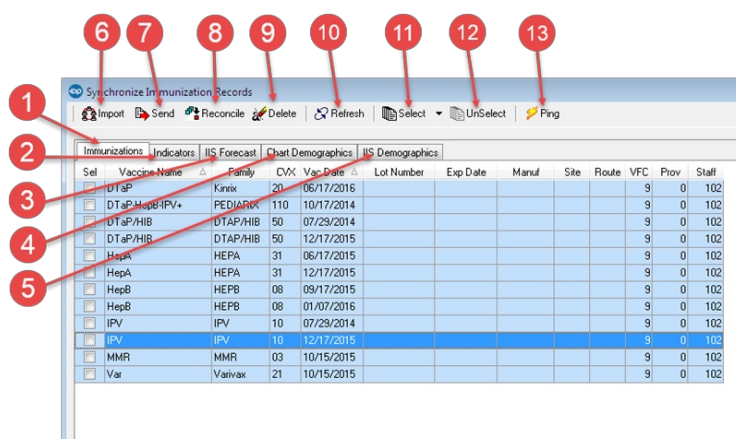 6 7 8 9 10 11 12 13
Synchronize Immunization Records
Import Send Reconcile Delete Refresh Select UnSelect Ping
1
Immunizations Indicators IIS Forecast Chart Demographics IIS Demographics
2
Sel Vaccine Name Family CVX Vac Date Lot Number Exp Date Manuf Site Route VFC Prov Staff
DTaP Kinrix 20 06/17/2016 9 0 102
3
DTaP-HepB-IPV+ PEDIARIX 110 10/17/2014 9 0 102
DTaP/HIB DTAP/HIB 50 07/29/2014 9 0 102
4
DTaP/HIB DTAP/HIB 50 12/17/2015 9 0 102
HepA HEPA 31 06/17/2015 9 0 102
HepA HEPA 31 12/17/2015 9 0 102
5
HepB HEPB 08 09/17/2015 9 0 102
HepB HEPB 08 01/07/2016 9 0 102
IPV IPV 10 07/29/2014 9 0 102
IPV IPV 10 12/17/2015 9 0 102
MMR MMR 03 10/15/2015 9 0 102
Var Varivax 21 10/15/2015 9 0 102